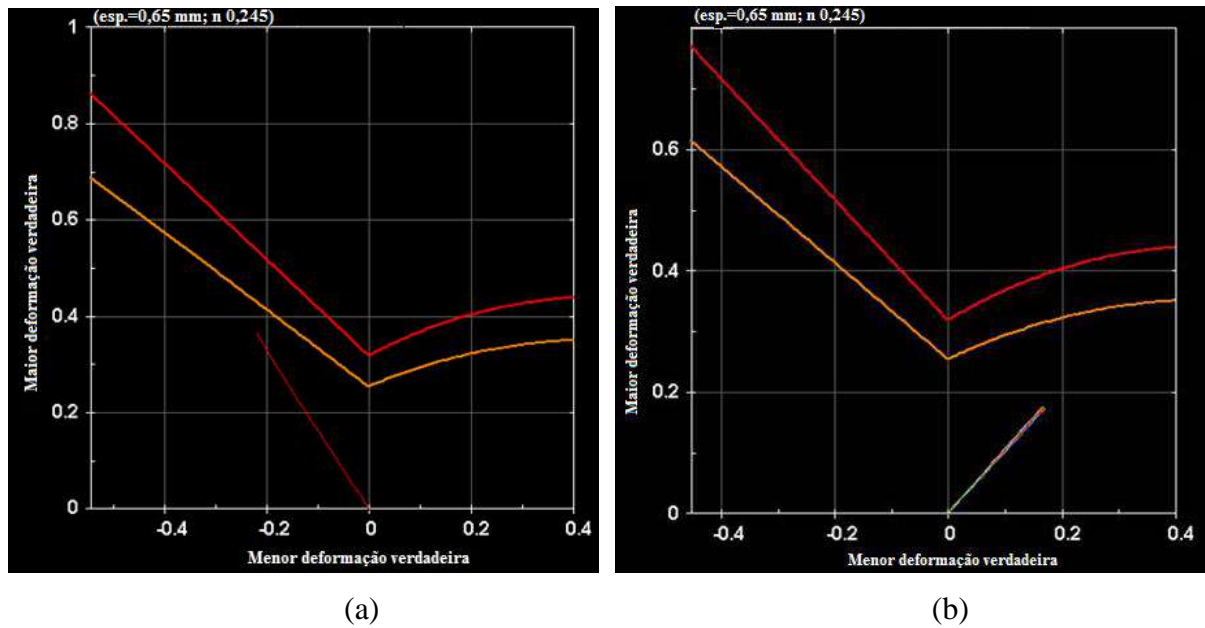 (esp.=0,65 mm; n 0,245)
1
0.8
0.6
0.4
0.2
0
Maior deformação verdadeira
-0.4 -0.2 0 0.2 0.4
Menor deformação verdadeira
(a)
(esp.=0,65 mm; n 0,245)
0.6
0.4
0.2
0
Maior deformação verdadeira
-0.4 -0.2 0 0.2 0.4
Menor deformação verdadeira
(b)